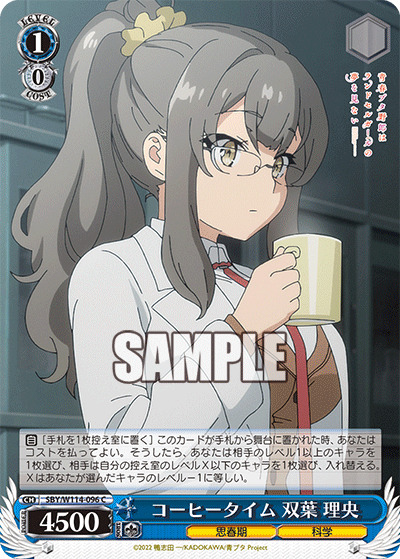 LEVEL
1
0
COST
青春ブタ野郎は
ランドセルガールの
夢を見ない
SAMPLE
自 [手札を1枚控え室に置く] このカードが手札から舞台に置かれた時、あなたは
コストを払ってよい。そうしたら、あなたは相手のレベル1以上のキャラを
1枚選び、相手は自分の控え室のレベルX以下のキャラを1枚選び、入れ替える。
Xはあなたが選んだキャラのレベル－1に等しい。
CH SBY/W114-096 C
4500
コーヒータイム 双葉 理央
思春期
科学
©2022 鴨志田 一/KADOKAWA/青ブタ Project